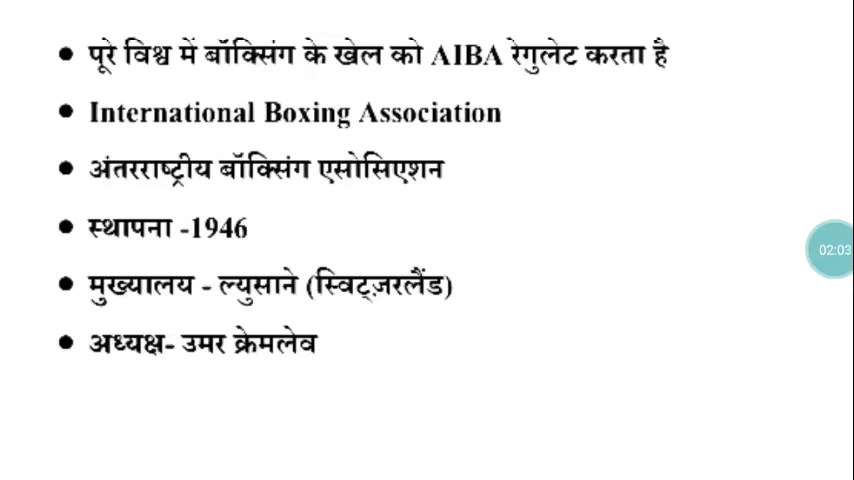 • पूरे विश्व में बॉक्सिंग के खेल को AIBA रेगुलेट करता है
• International Boxing Association
• अंतरराष्ट्रीय बॉक्सिंग एसोसिएशन
• स्थापना -1946
• मुख्यालय - ल्युसाने (स्विट्ज़रलैंड)
• अध्यक्ष- उमर क्रेमलेव
02:03